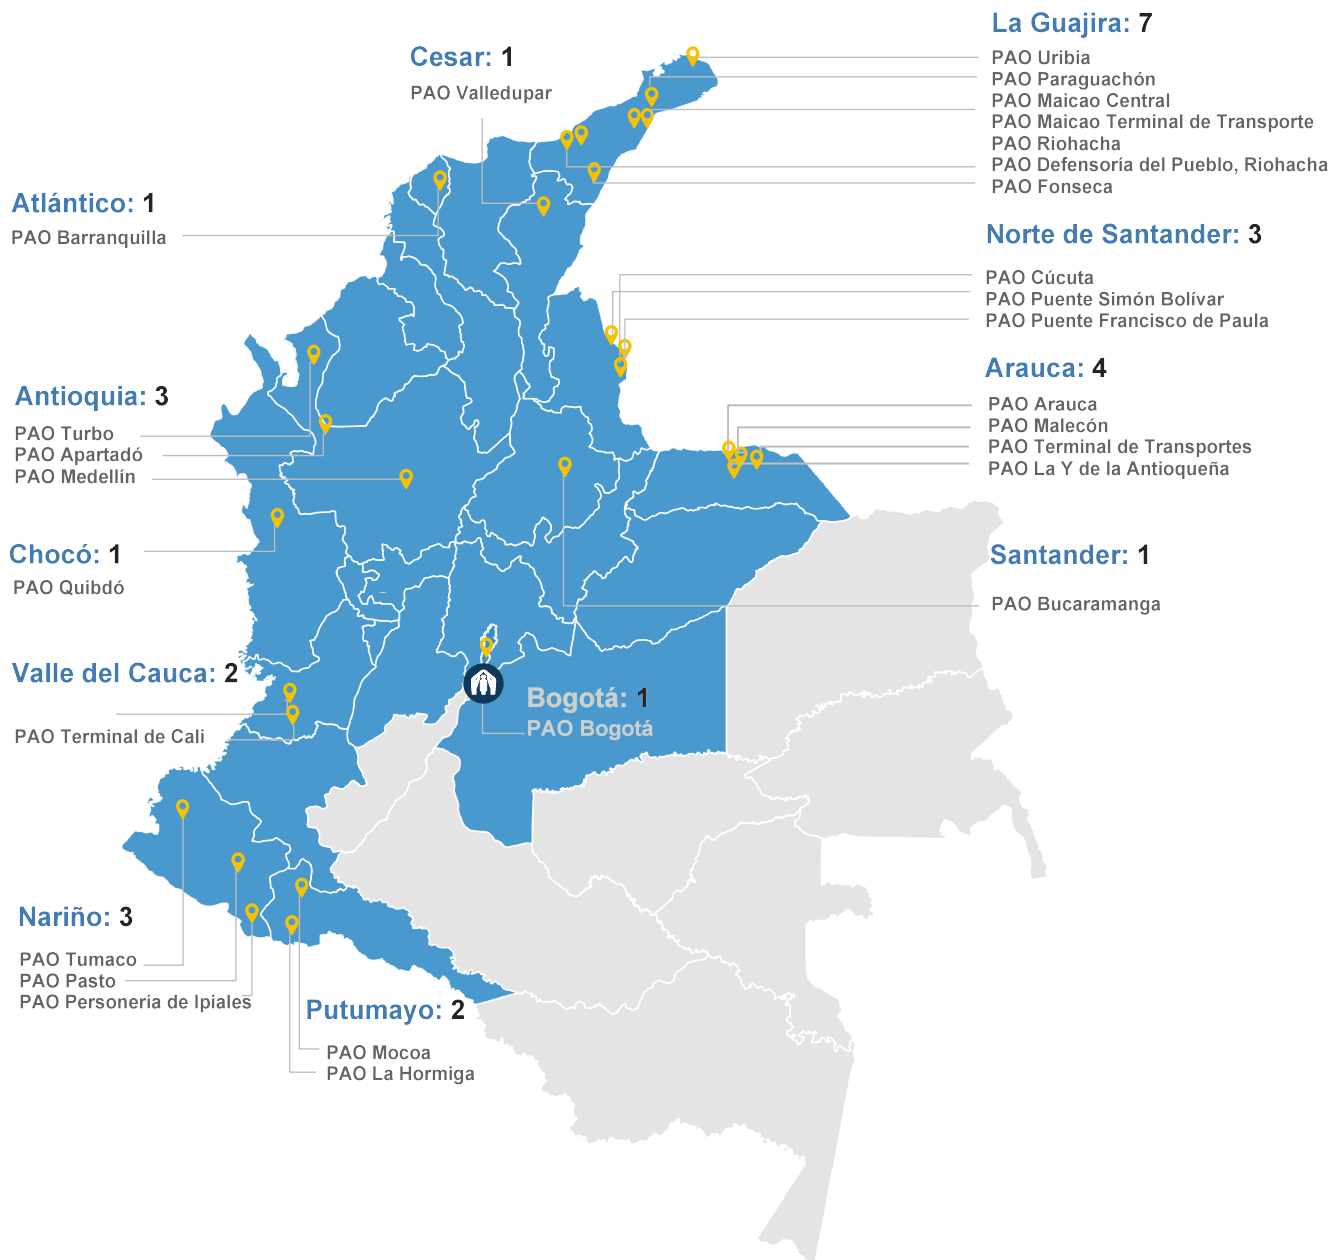 La Guajira: 7
PAO Uribia
PAO Paraguachón
PAO Maicao Central
PAO Maicao Terminal de Transporte
PAO Riohacha
PAO Defensoría del Pueblo, Riohacha
PAO Fonseca
Cesar: 1
PAO Valledupar
Atlántico: 1
PAO Barranquilla
Norte de Santander: 3
PAO Cúcuta
PAO Puente Simón Bolívar
PAO Puente Francisco de Paula
Arauca: 4
PAO Arauca
PAO Malecón
PAO Terminal de Transportes
PAO La Y de la Antioqueña
Antioquia: 3
PAO Turbo
PAO Apartadó
PAO Medellín
Chocó: 1
PAO Quibdó
Santander: 1
PAO Bucaramanga
Valle del Cauca: 2
PAO Terminal de Cali
Bogotá: 1
PAO Bogotá
Nariño: 3
PAO Tumaco
PAO Pasto
PAO Personería de Ipiales
Putumayo: 2
PAO Mocoa
PAO La Hormiga